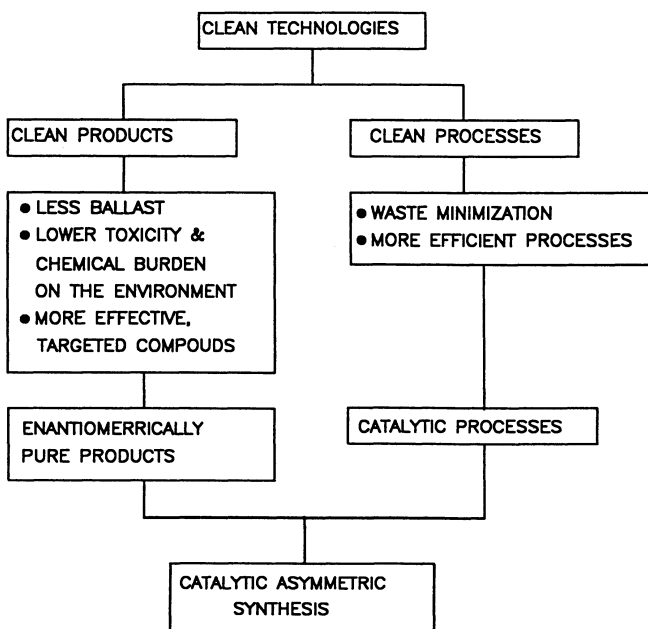 CLEAN TECHNOLOGIES
CLEAN PRODUCTS
CLEAN PROCESSES
● LESS BALLAST
● LOWER TOXICITY &
CHEMICAL BURDEN
ON THE ENVIRONMENT
● MORE EFFECTIVE,
TARGETED COMPOUDS
● WASTE MINIMIZATION
● MORE EFFICIENT PROCESSES
ENANTIOMERRICALLY
PURE PRODUCTS
CATALYTIC PROCESSES
CATALYTIC ASYMMETRIC
SYNTHESIS